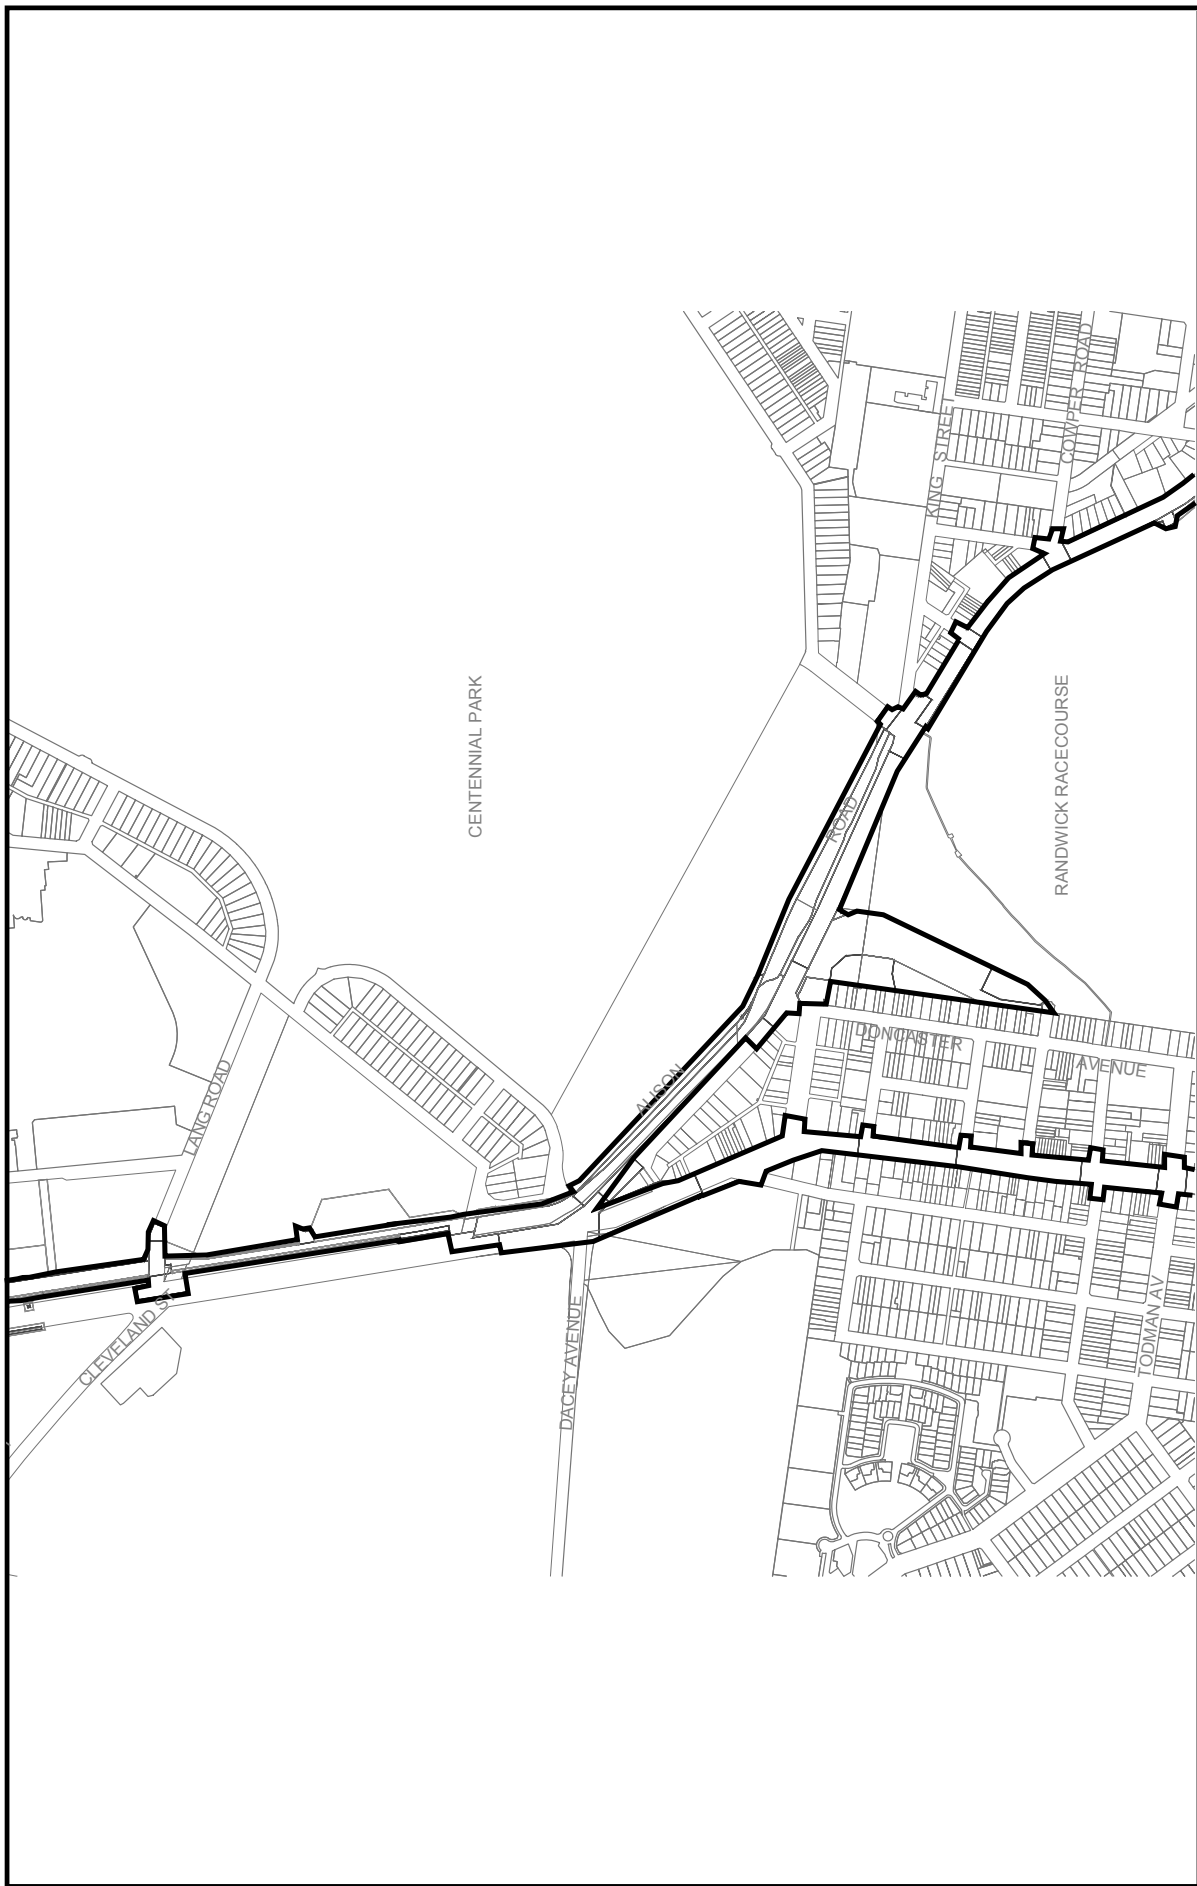 COWPER ROAD
KING STREET
CENTENNIAL PARK
RANDWICK RACECOURSE
ALISON ROAD
DONCASTER AVENUE
LANG ROAD
CLEVELAND ST
DACEY AVENUE
TODMAN AV